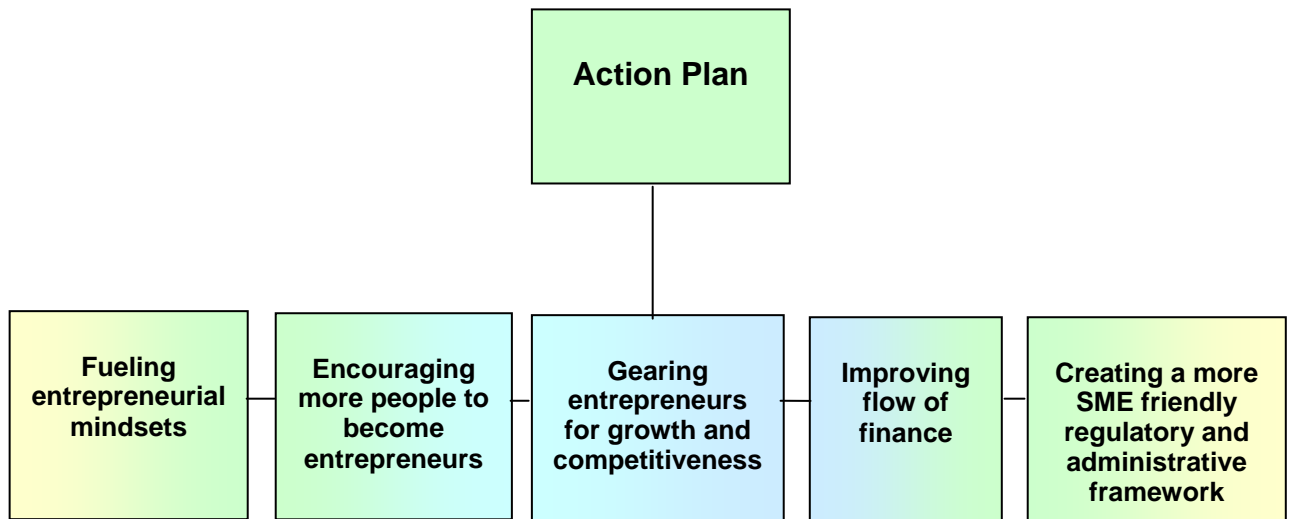 Action Plan
Fueling
entrepreneurial
mindsets
Encouraging
more people to
become
entrepreneurs
Gearing
entrepreneurs
for growth and
competitiveness
Improving
flow of
finance
Creating a more
SME friendly
regulatory and
administrative
framework